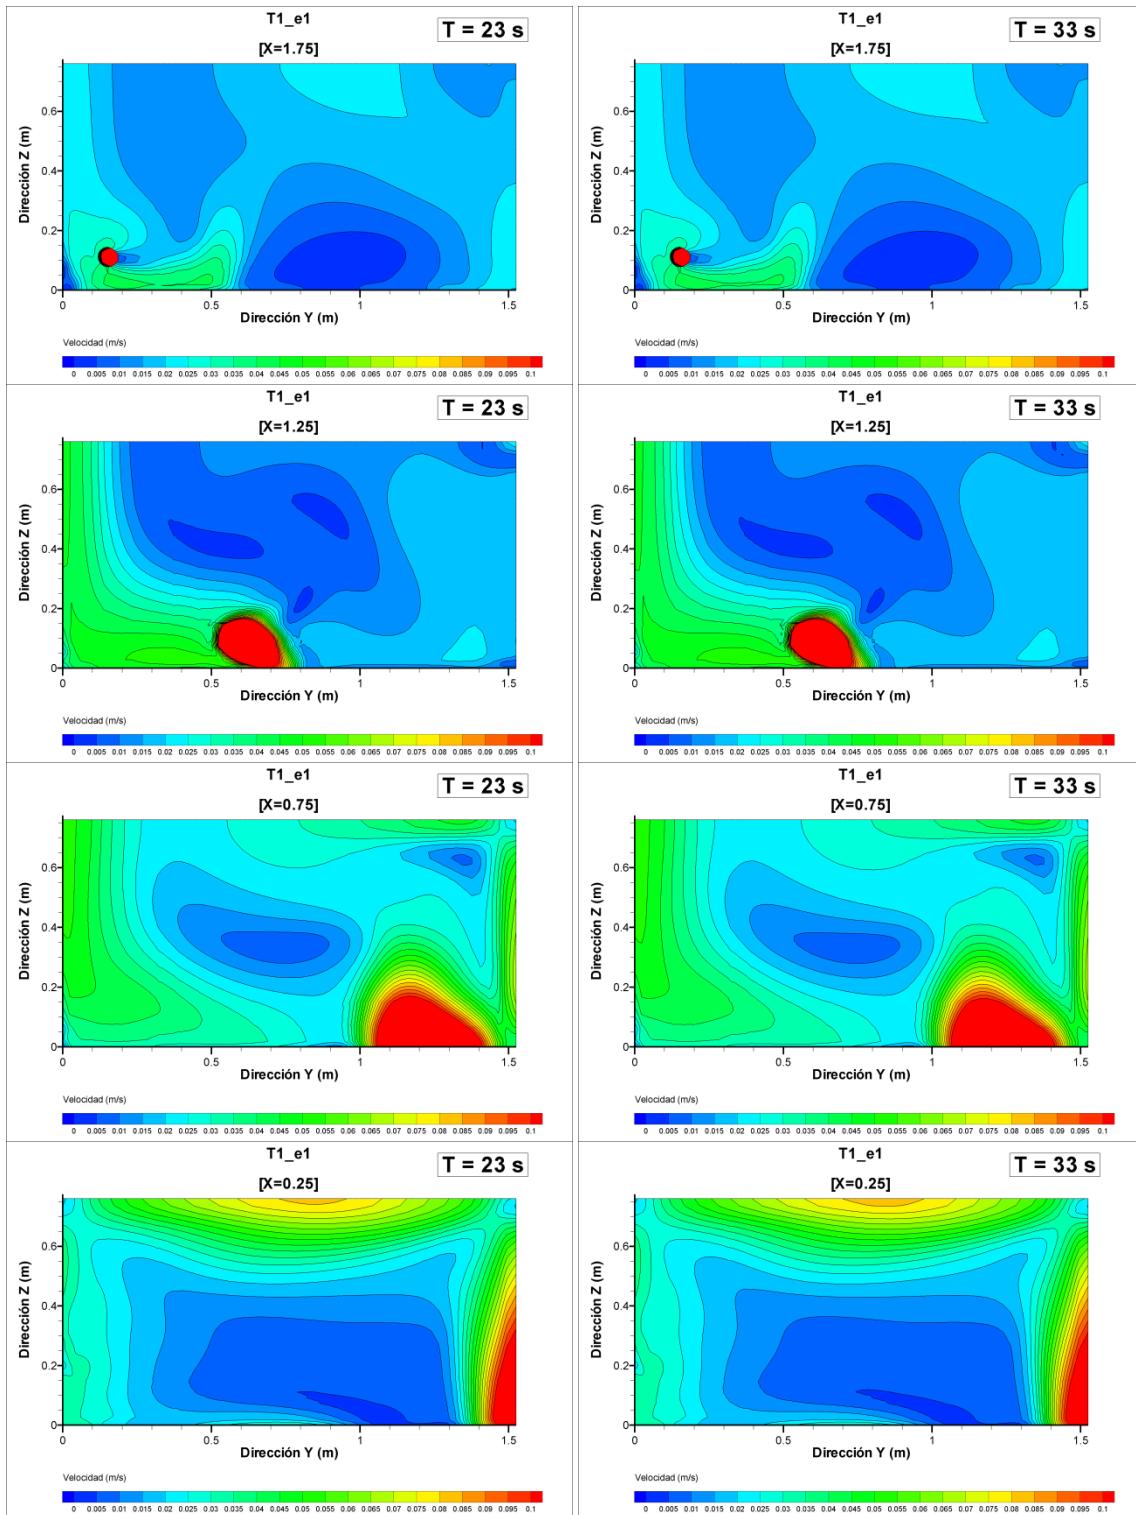 T1_e1
T = 23 s
[X=1.75]
Dirección Z (m)
0.6
0.4
0.2
0
0 0.5 1 1.5
Dirección Y (m)
Velocidad (m/s)
0 0.005 0.01 0.015 0.02 0.025 0.03 0.035 0.04 0.045 0.05 0.055 0.06 0.065 0.07 0.075 0.08 0.085 0.09 0.095 0.1
T1_e1
T = 33 s
[X=1.75]
Dirección Z (m)
0.6
0.4
0.2
0
0 0.5 1 1.5
Dirección Y (m)
Velocidad (m/s)
0 0.005 0.01 0.015 0.02 0.025 0.03 0.035 0.04 0.045 0.05 0.055 0.06 0.065 0.07 0.075 0.08 0.085 0.09 0.095 0.1
T1_e1
T = 23 s
[X=1.25]
Dirección Z (m)
0.6
0.4
0.2
0
0 0.5 1 1.5
Dirección Y (m)
Velocidad (m/s)
0 0.005 0.01 0.015 0.02 0.025 0.03 0.035 0.04 0.045 0.05 0.055 0.06 0.065 0.07 0.075 0.08 0.085 0.09 0.095 0.1
T1_e1
T = 33 s
[X=1.25]
Dirección Z (m)
0.6
0.4
0.2
0
0 0.5 1 1.5
Dirección Y (m)
Velocidad (m/s)
0 0.005 0.01 0.015 0.02 0.025 0.03 0.035 0.04 0.045 0.05 0.055 0.06 0.065 0.07 0.075 0.08 0.085 0.09 0.095 0.1
T1_e1
T = 23 s
[X=0.75]
Dirección Z (m)
0.6
0.4
0.2
0
0 0.5 1 1.5
Dirección Y (m)
Velocidad (m/s)
0 0.005 0.01 0.015 0.02 0.025 0.03 0.035 0.04 0.045 0.05 0.055 0.06 0.065 0.07 0.075 0.08 0.085 0.09 0.095 0.1
T1_e1
T = 33 s
[X=0.75]
Dirección Z (m)
0.6
0.4
0.2
0
0 0.5 1 1.5
Dirección Y (m)
Velocidad (m/s)
0 0.005 0.01 0.015 0.02 0.025 0.03 0.035 0.04 0.045 0.05 0.055 0.06 0.065 0.07 0.075 0.08 0.085 0.09 0.095 0.1
T1_e1
T = 23 s
[X=0.25]
Dirección Z (m)
0.6
0.4
0.2
0
0 0.5 1 1.5
Dirección Y (m)
Velocidad (m/s)
0 0.005 0.01 0.015 0.02 0.025 0.03 0.035 0.04 0.045 0.05 0.055 0.06 0.065 0.07 0.075 0.08 0.085 0.09 0.095 0.1
T1_e1
T = 33 s
[X=0.25]
Dirección Z (m)
0.6
0.4
0.2
0
0 0.5 1 1.5
Dirección Y (m)
Velocidad (m/s)
0 0.005 0.01 0.015 0.02 0.025 0.03 0.035 0.04 0.045 0.05 0.055 0.06 0.065 0.07 0.075 0.08 0.085 0.09 0.095 0.1